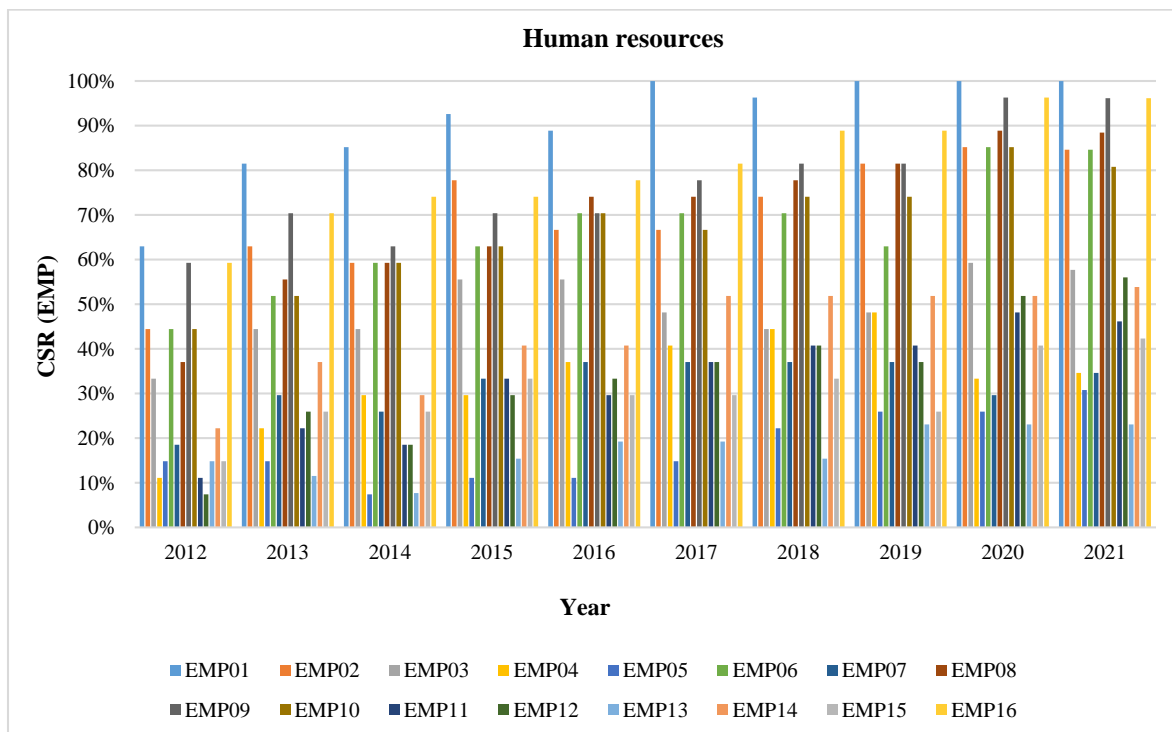 Human resources
100%
90%
80%
70%
60%
50%
40%
30%
20%
10%
0%
CSR (EMP)
2012 2013 2014 2015 2016 2017 2018 2019 2020 2021
Year
EMP01 EMP02 EMP03 EMP04 EMP05 EMP06 EMP07 EMP08
EMP09 EMP10 EMP11 EMP12 EMP13 EMP14 EMP15 EMP16